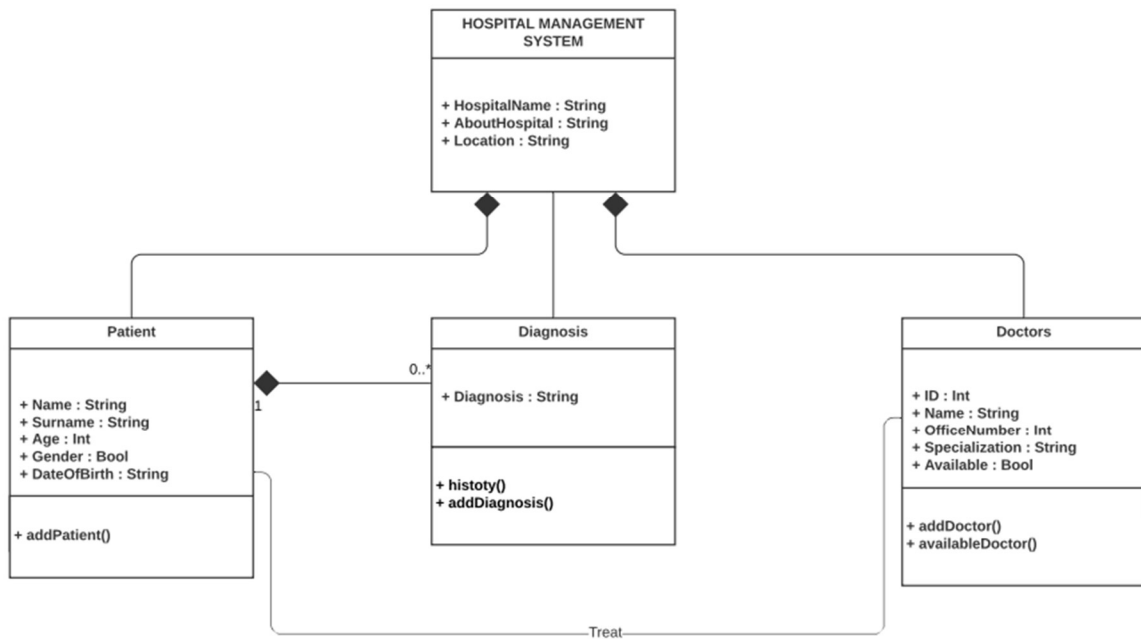 HOSPITAL MANAGEMENT
SYSTEM
+ HospitalName : String
+ AboutHospital : String
+ Location : String
Patient
+ Name : String
+ Surname : String
+ Age : Int
+ Gender : Bool
+ DateOfBirth : String
+ addPatient()
1
0..*
Diagnosis
+ Diagnosis : String
+ histoty()
+ addDiagnosis()
Doctors
+ ID : Int
+ Name : String
+ OfficeNumber : Int
+ Specialization : String
+ Available : Bool
+ addDoctor()
+ availableDoctor()
Treat